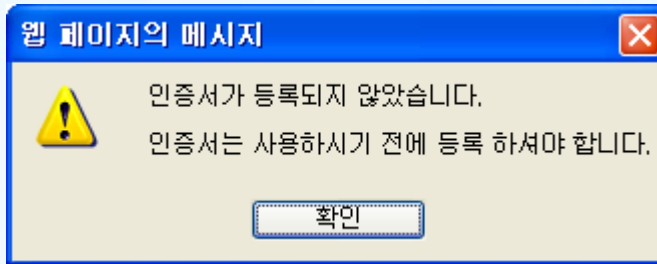 웹 페이지의 메시지
인증서가 등록되지 않았습니다.
인증서는 사용하시기 전에 등록 하셔야 합니다.
확인